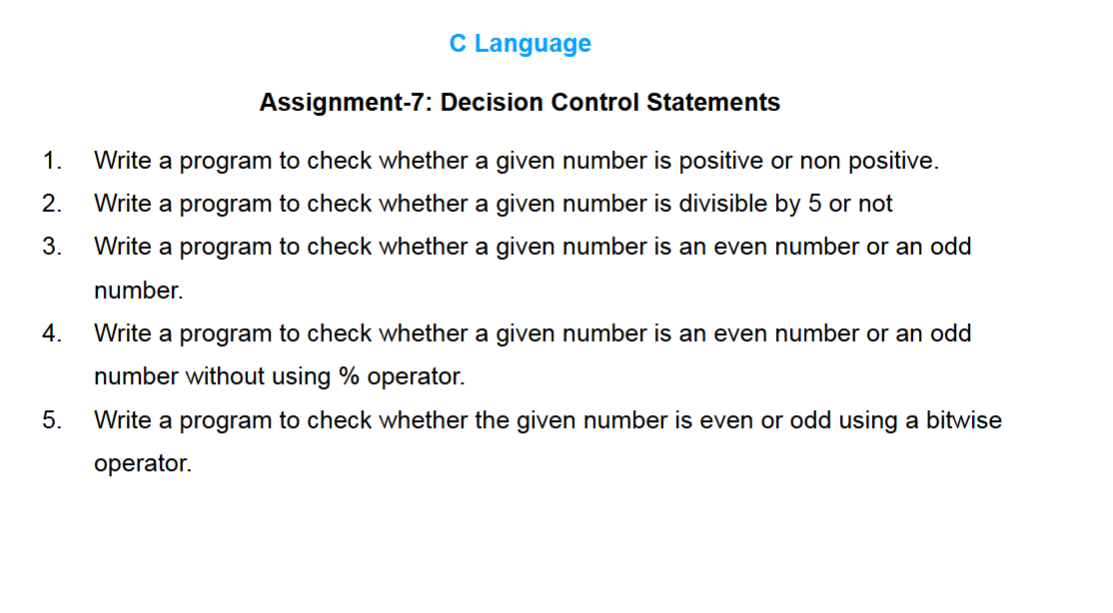 C Language
Assignment-7: Decision Control Statements
1. Write a program to check whether a given number is positive or non positive.
2. Write a program to check whether a given number is divisible by 5 or not
3. Write a program to check whether a given number is an even number or an odd
number.
4. Write a program to check whether a given number is an even number or an odd
number without using % operator.
5. Write a program to check whether the given number is even or odd using a bitwise
operator.